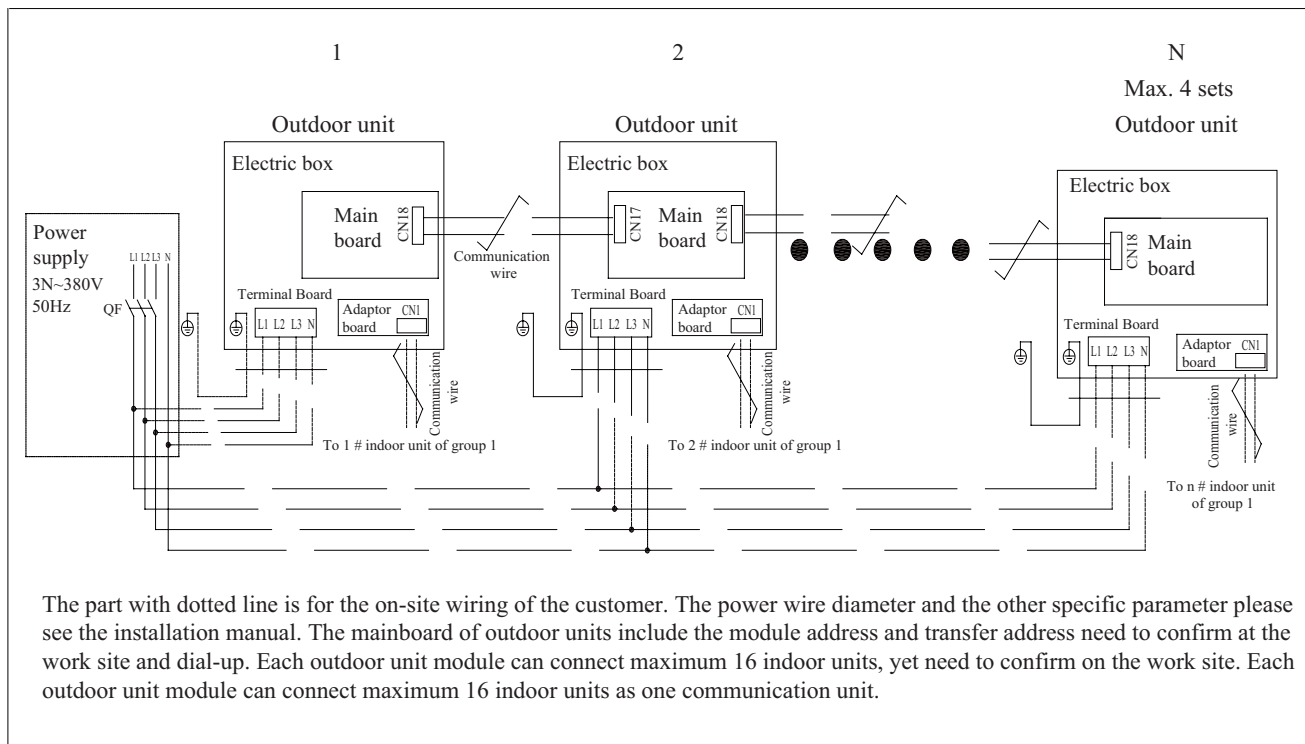 1
2
N
Max. 4 sets
Outdoor unit
Outdoor unit
Outdoor unit
Electric box
Electric box
Electric box
Main
board
CN18
CN17
Main
board
CN18
CN18
Main
board
Communication
wire
Power
supply
3N~380V
50Hz
L1 L2 L3 N
QF
Terminal Board
L1 L2 L3 N
Adaptor
board
CN1
Terminal Board
L1 L2 L3 N
Adaptor
board
CN1
Terminal Board
L1 L2 L3 N
Adaptor
board
CN1
Communication
wire
Communication
wire
Communication
wire
To 1 # indoor unit of group 1
To 2 # indoor unit of group 1
To n # indoor unit
of group 1
The part with dotted line is for the on-site wiring of the customer. The power wire diameter and the other specific parameter please
see the installation manual. The mainboard of outdoor units include the module address and transfer address need to confirm at the
work site and dial-up. Each outdoor unit module can connect maximum 16 indoor units, yet need to confirm on the work site. Each
outdoor unit module can connect maximum 16 indoor units as one communication unit.